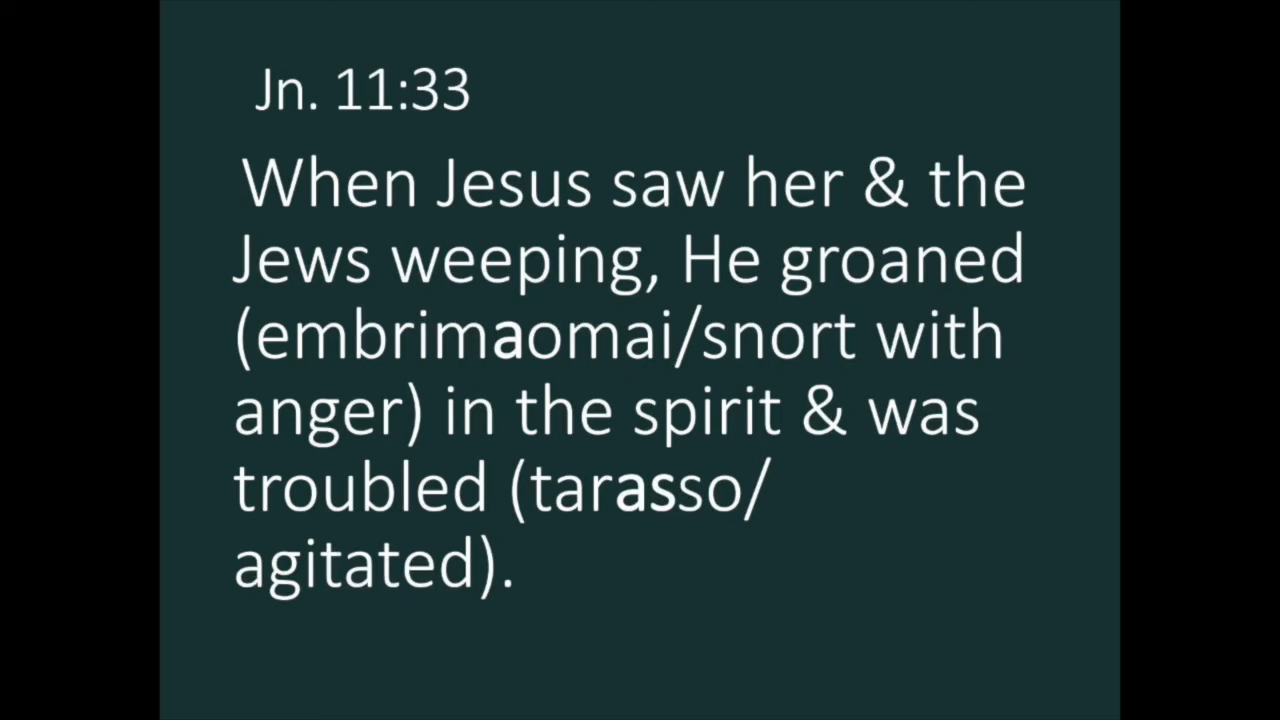 Jn. 11:33
When Jesus saw her & the
Jews weeping, He groaned
(embrimaomai/snort with
anger) in the spirit & was
troubled (tarasso/
agitated).